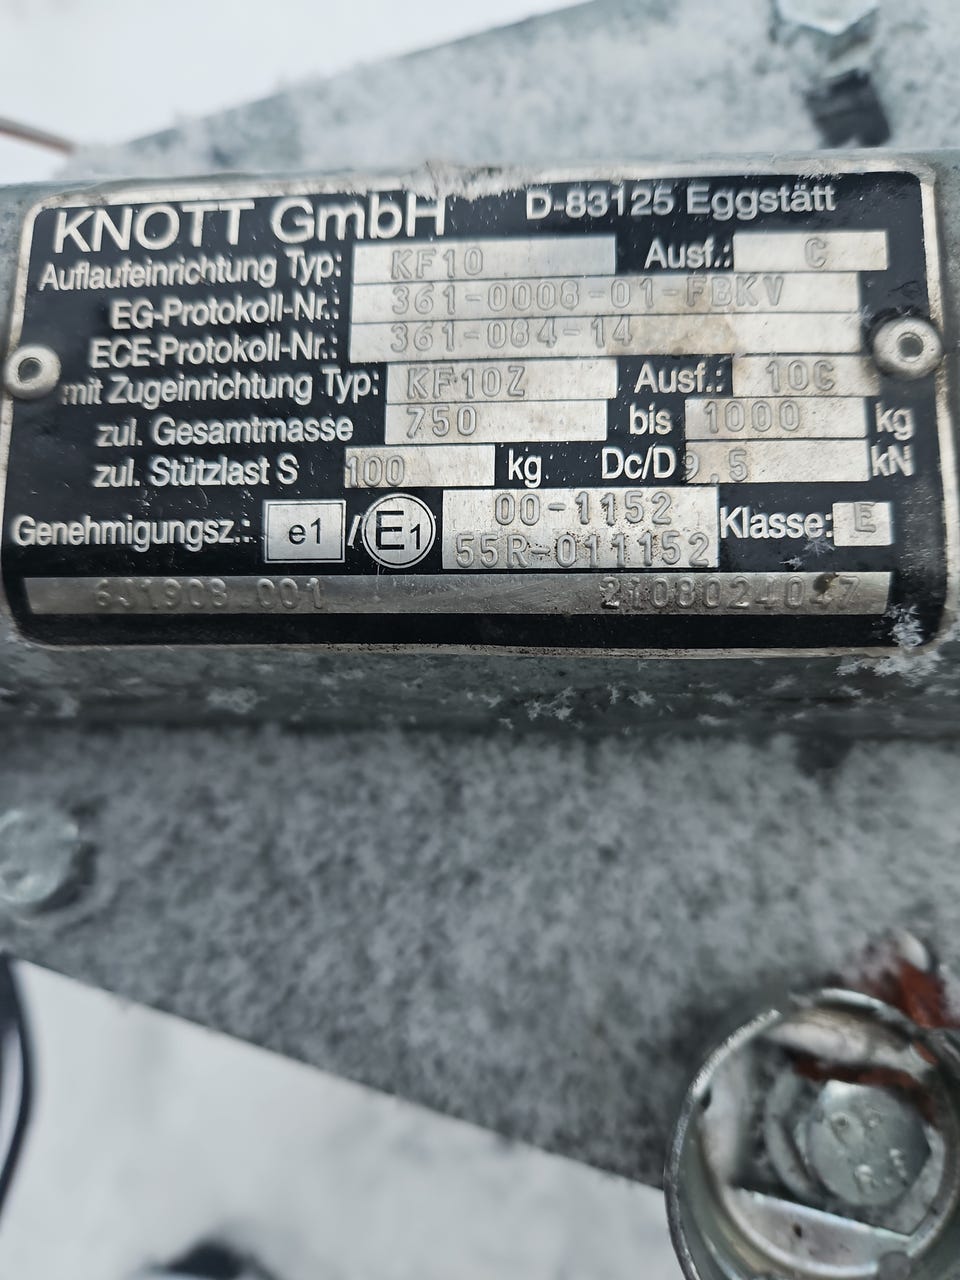 KNOTT GmbH D-83125 Eggstätt
Auflaufeinrichtung Typ: KF10 Ausf.: C
EG-Protokoll-Nr.: 361-0008-01-FBKV
ECE-Protokoll-Nr.: 361-084-14
mit Zugeinrichtung Typ: KF10Z Ausf.: 10C
zul. Gesamtmasse 750 bis 1000 kg
zul. Stützlast S 100 kg Dc/D 9,5 kN
Genehmigungsz.: e1 / E1 00-1152 Klasse: E
55R-011152
6J1908.001